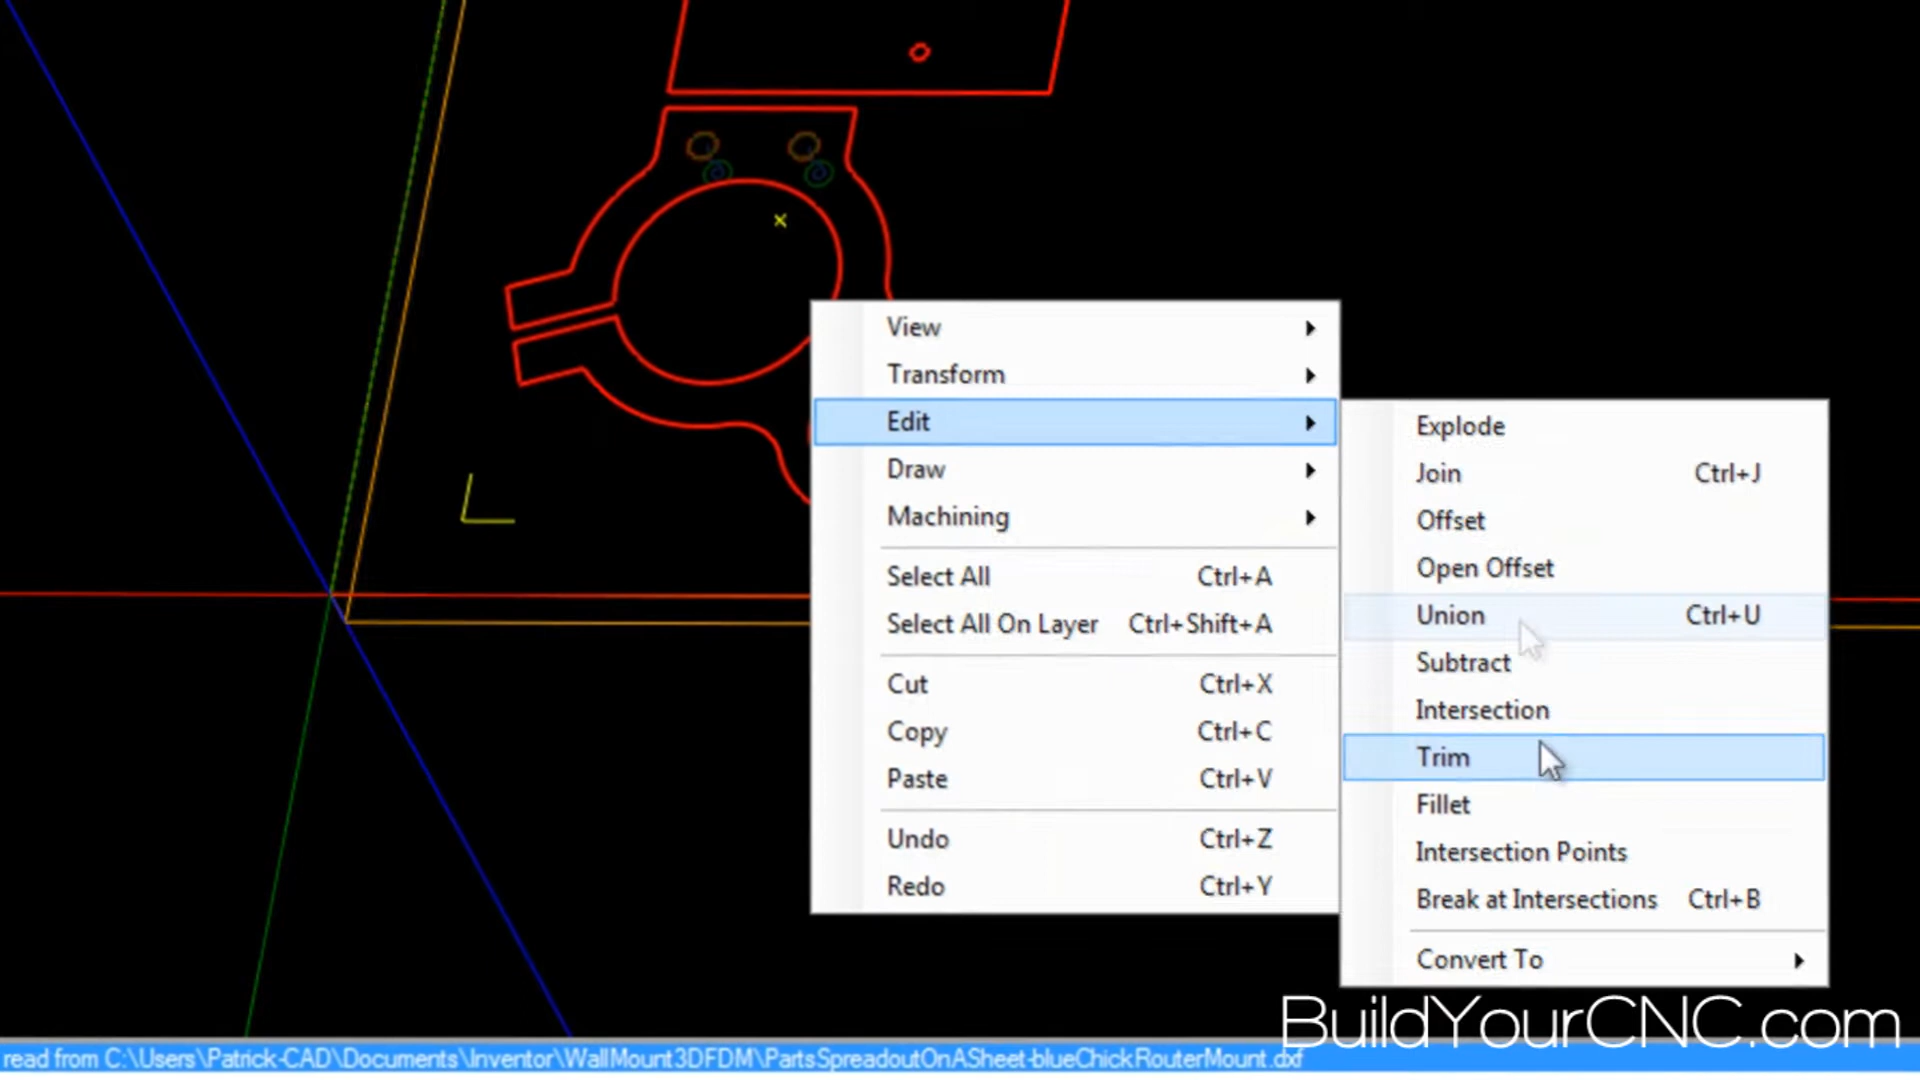 View
Transform
Edit
Draw
Machining
Select All Ctrl+A
Select All On Layer Ctrl+Shift+A
Cut Ctrl+X
Copy Ctrl+C
Paste Ctrl+V
Undo Ctrl+Z
Redo Ctrl+Y
Explode
Join Ctrl+J
Offset
Open Offset
Union Ctrl+U
Subtract
Intersection
Trim
Fillet
Intersection Points
Break at Intersections Ctrl+B
Convert To
BuildYourCNC.com
read from C:\Users\Patrick-CAD\Documents\Inventor\WallMount3DFDM\PartsSpreadoutOnASheet-blueChickRouterMount.dxf